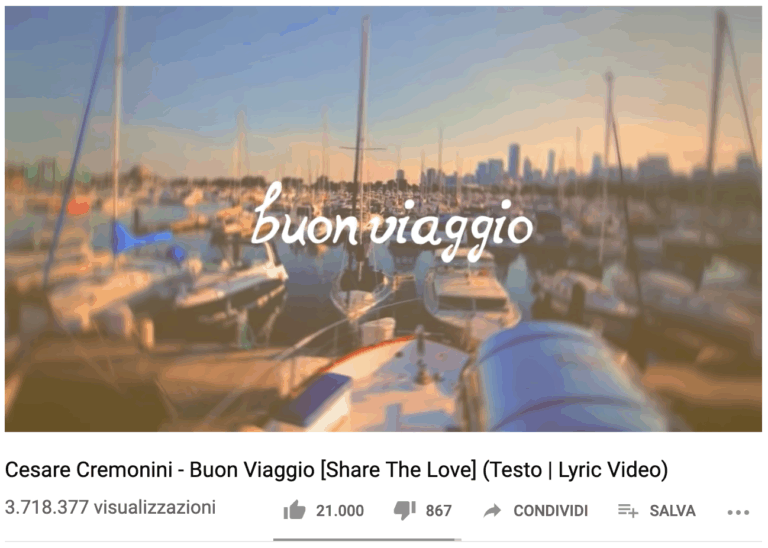 buon viaggio
Cesare Cremonini - Buon Viaggio [Share The Love] (Testo | Lyric Video)
3.718.377 visualizzazioni 21.000 867 CONDIVIDI SALVA